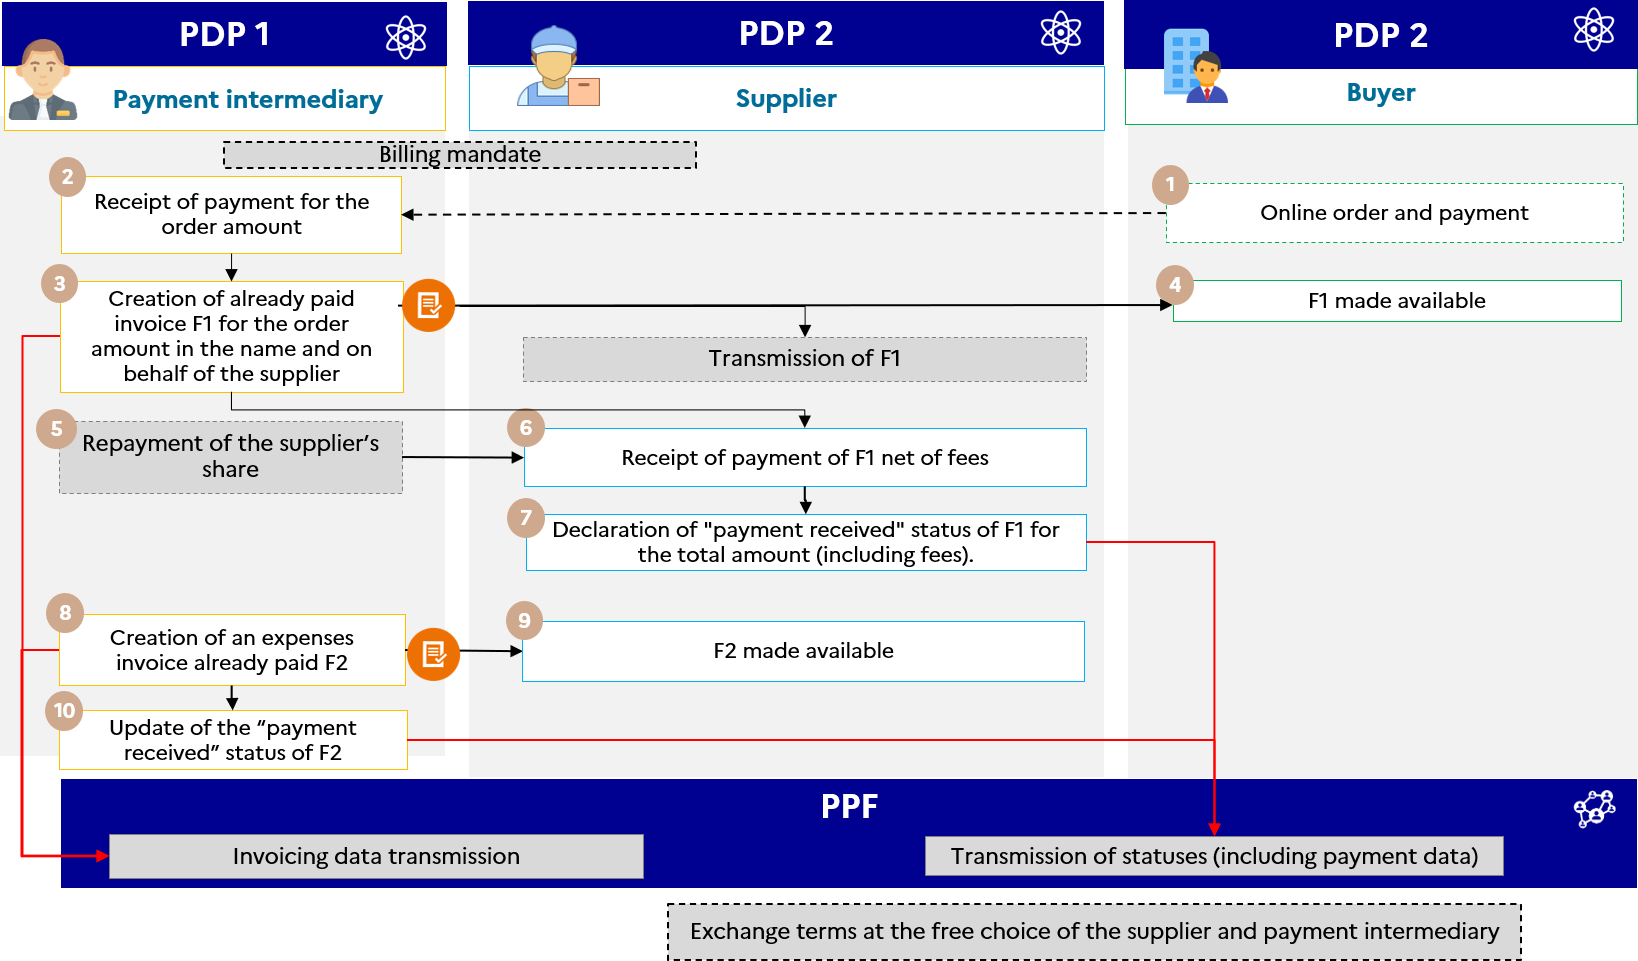 PDP 1
PDP 2
PDP 2
Payment intermediary
Supplier
Buyer
Billing mandate
2
Receipt of payment for the
order amount
1
Online order and payment
3
Creation of already paid
invoice F1 for the order
amount in the name and on
behalf of the supplier
4
F1 made available
Transmission of F1
5
Repayment of the supplier’s
share
6
Receipt of payment of F1 net of fees
7
Declaration of "payment received" status of F1 for
the total amount (including fees).
8
Creation of an expenses
invoice already paid F2
9
F2 made available
10
Update of the “payment
received” status of F2
PPF
Invoicing data transmission
Transmission of statuses (including payment data)
Exchange terms at the free choice of the supplier and payment intermediary